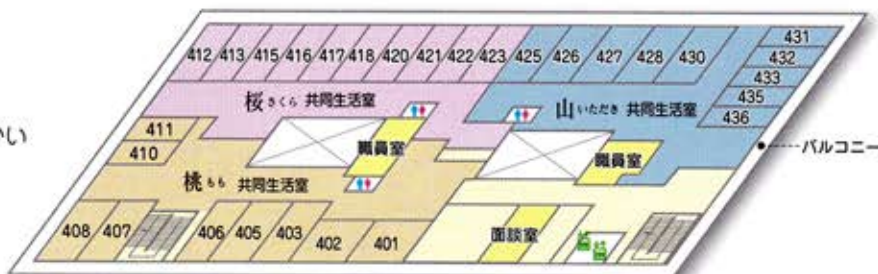 412 413 415 416 417 418 420 421 422 423 425 426 427 428 430
431
432
433
435
436
桜 さくら 共同生活室
山 いただき 共同生活室
バルコニー
411
410
職員室
職員室
桃 もも 共同生活室
408 407 406 405 403 402 401
面談室